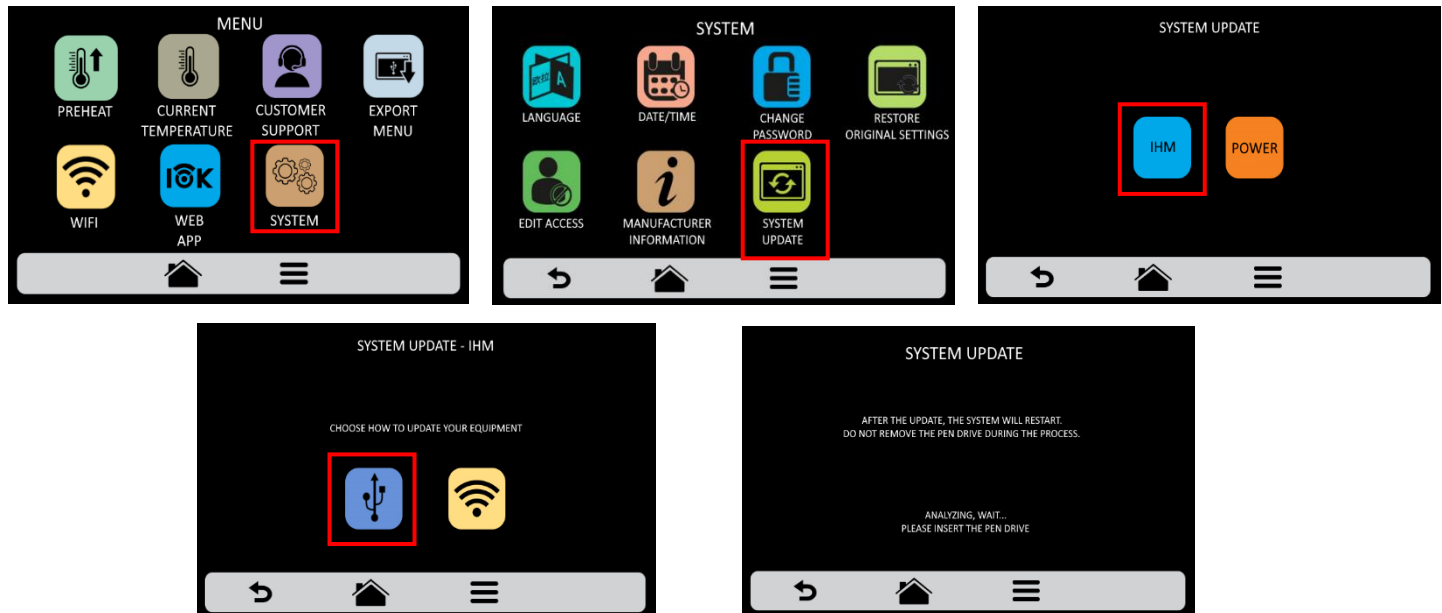 MENU
PREHEAT
CURRENT
TEMPERATURE
CUSTOMER
SUPPORT
EXPORT
MENU
WIFI
IOK
WEB
APP
SYSTEM
SYSTEM
欧拉 A
LANGUAGE
DATE/TIME
CHANGE
PASSWORD
RESTORE
ORIGINAL SETTINGS
EDIT ACCESS
i
MANUFACTURER
INFORMATION
SYSTEM
UPDATE
SYSTEM UPDATE
IHM
POWER
SYSTEM UPDATE - IHM
CHOOSE HOW TO UPDATE YOUR EQUIPMENT
SYSTEM UPDATE
AFTER THE UPDATE, THE SYSTEM WILL RESTART.
DO NOT REMOVE THE PEN DRIVE DURING THE PROCESS.
ANALYZING, WAIT...
PLEASE INSERT THE PEN DRIVE